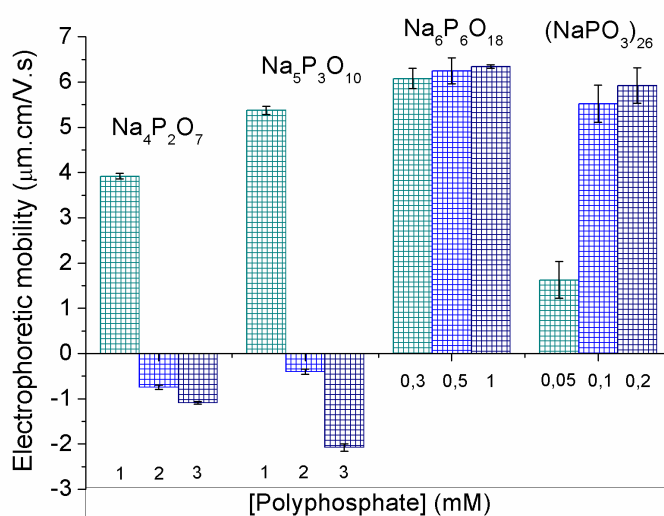 Electrophoretic mobility (µm.cm/V.s)
7
6
5
4
3
2
1
0
-1
-2
-3
Na₄P₂O₇
Na₅P₃O₁₀
Na₆P₆O₁₈
(NaPO₃)₂₆
0,3 0,5 1
0,05 0,1 0,2
1 2 3
1 2 3
[Polyphosphate] (mM)